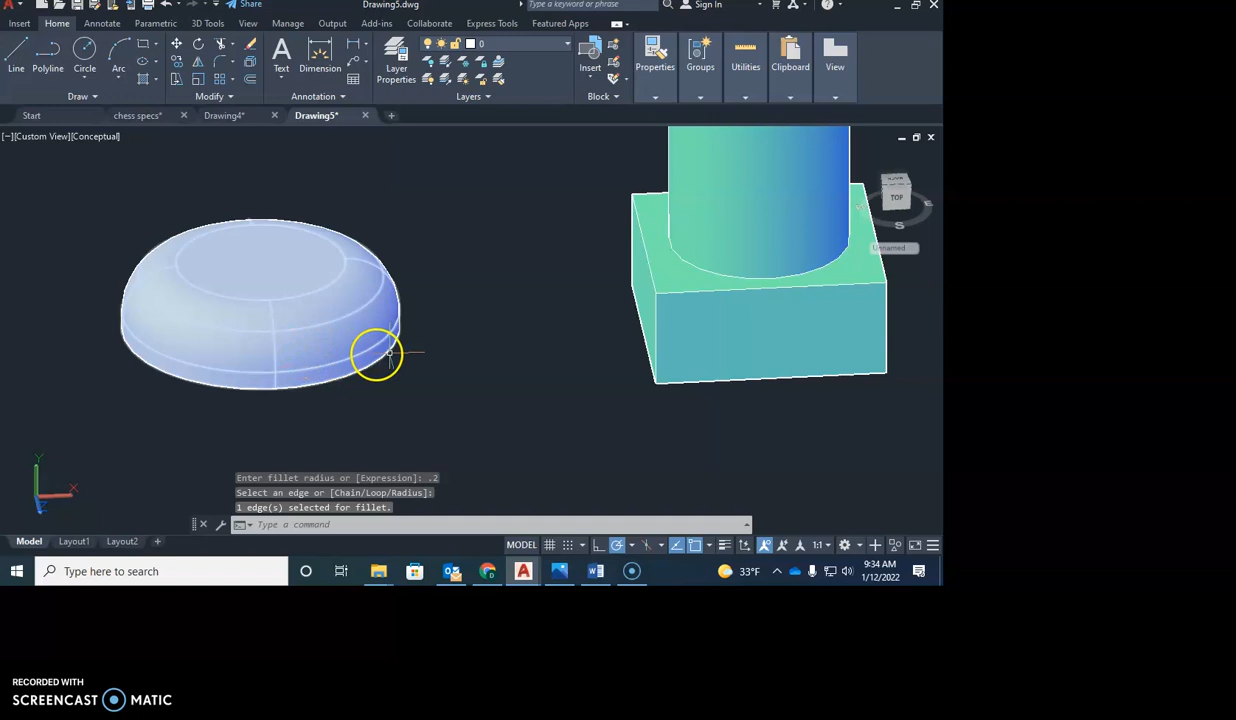 Share
Drawing5.dwg
Type a keyword or phrase
Sign In
Insert Home Annotate Parametric 3D Tools View Manage Output Add-ins Collaborate Express Tools Featured Apps
0
Line Polyline Circle Arc Text Dimension Layer Properties Insert Properties Groups Utilities Clipboard View
Draw Modify Annotation Layers Block
Start chess specs* Drawing4* Drawing5*
[−][Custom View][Conceptual]
TOP
S
E
Unnamed
Y
X
Z
Enter fillet radius or [Expression]: .2
Select an edge or [Chain/Loop/Radius]:
1 edge(s) selected for fillet.
Type a command
Model Layout1 Layout2
MODEL 1:1
Type here to search
33°F
9:34 AM
1/12/2022
RECORDED WITH
SCREENCAST MATIC